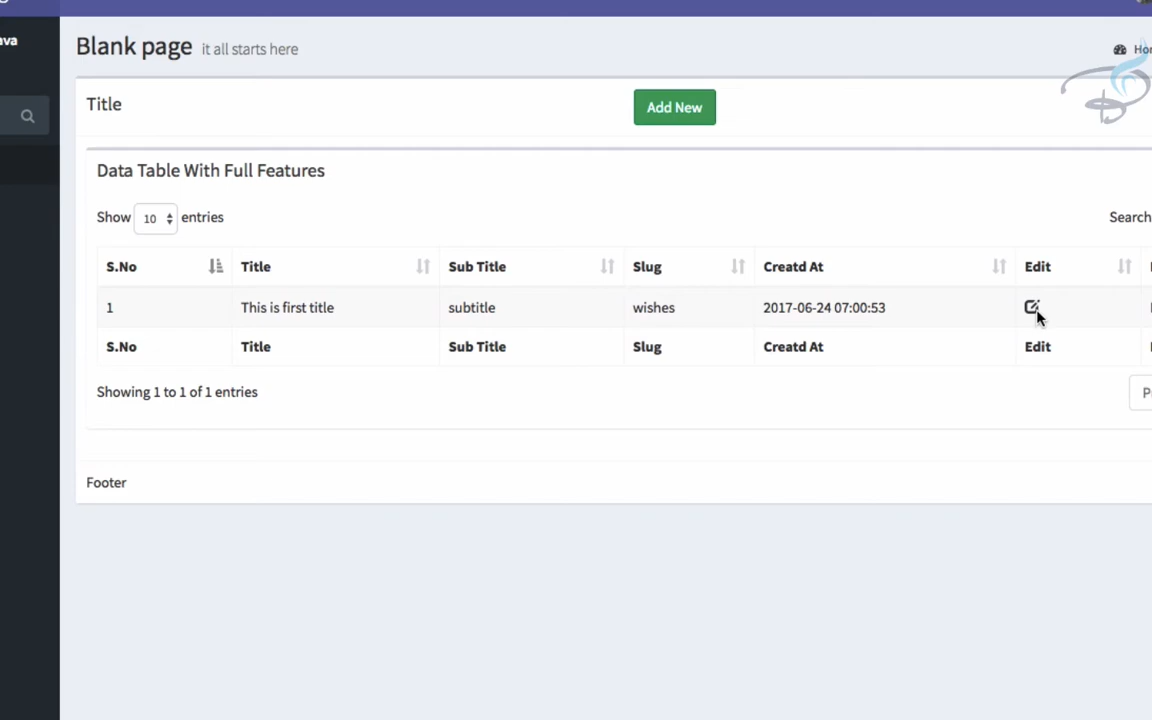 ava
Blank page it all starts here
Title
Add New
Data Table With Full Features
Show 10 entries
Search
S.No Title Sub Title Slug Creatd At Edit
1 This is first title subtitle wishes 2017-06-24 07:00:53
S.No Title Sub Title Slug Creatd At Edit
Showing 1 to 1 of 1 entries
Footer